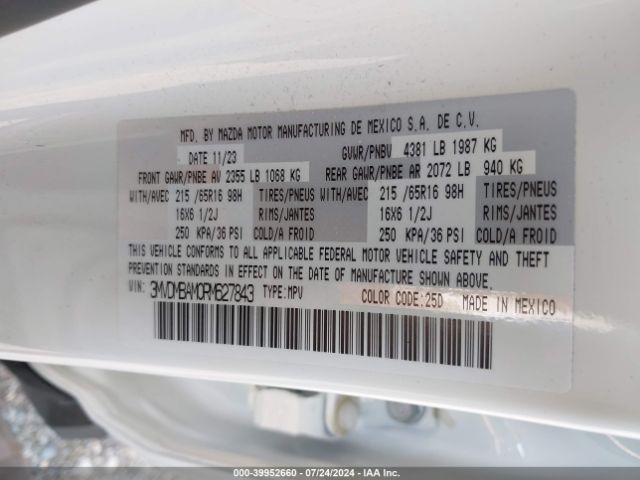 MFD. BY MAZDA MOTOR MANUFACTURING DE MEXICO S.A. DE C.V.
DATE 11/23 GVWR/PNBV 4381 LB 1987 KG
FRONT GAWR/PNBE AV 2355 LB 1068 KG REAR GAWR/PNBE AR 2072 LB 940 KG
WITH/AVEC 215 /65R16 98H TIRES/PNEUS WITH/AVEC 215 /65R16 98H TIRES/PNEUS
16X6 1/2J RIMS/JANTES 16X6 1/2J RIMS/JANTES
250 KPA/36 PSI COLD/A FROID 250 KPA/36 PSI COLD/A FROID
THIS VEHICLE CONFORMS TO ALL APPLICABLE FEDERAL MOTOR VEHICLE SAFETY AND THEFT
PREVENTION STANDARDS IN EFFECT ON THE DATE OF MANUFACTURE SHOWN ABOVE.
VIN: 3MVDMBAM0RM627843 TYPE:MPV COLOR CODE:25D MADE IN MEXICO
000-39952660 - 07/24/2024 - IAA Inc.